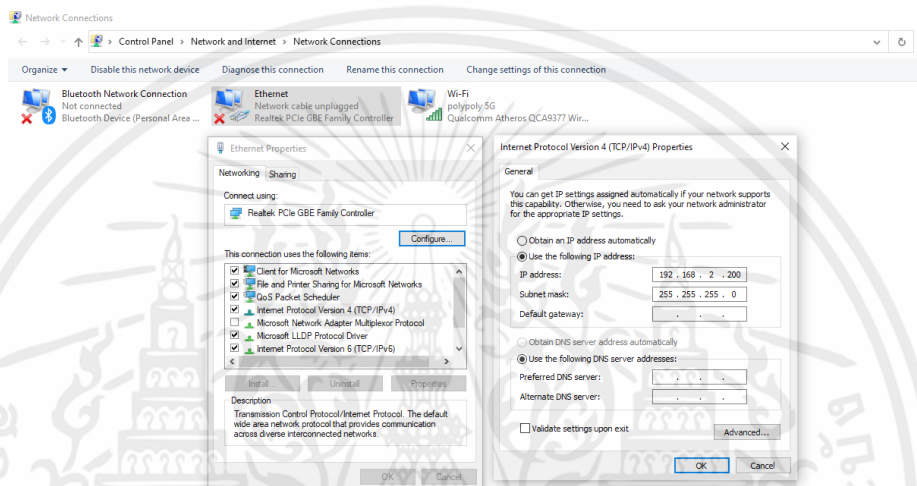 Network Connections
Control Panel › Network and Internet › Network Connections
Organize Disable this network device Diagnose this connection Rename this connection Change settings of this connection
Bluetooth Network Connection
Not connected
Bluetooth Device (Personal Area ...
Ethernet
Network cable unplugged
Realtek PCIe GBE Family Controller
Wi-Fi
polypoly 5G
Qualcomm Atheros QCA9377 Wir...
Ethernet Properties
Networking Sharing
Connect using:
Realtek PCIe GBE Family Controller
Configure...
This connection uses the following items:
Client for Microsoft Networks
File and Printer Sharing for Microsoft Networks
QoS Packet Scheduler
Internet Protocol Version 4 (TCP/IPv4)
Microsoft Network Adapter Multiplexor Protocol
Microsoft LLDP Protocol Driver
Internet Protocol Version 6 (TCP/IPv6)
Install... Uninstall Properties
Description
Transmission Control Protocol/Internet Protocol. The default
wide area network protocol that provides communication
across diverse interconnected networks.
OK Cancel
Internet Protocol Version 4 (TCP/IPv4) Properties
General
You can get IP settings assigned automatically if your network supports
this capability. Otherwise, you need to ask your network administrator
for the appropriate IP settings.
Obtain an IP address automatically
Use the following IP address:
IP address: 192 . 168 . 2 . 200
Subnet mask: 255 . 255 . 255 . 0
Default gateway: . . .
Obtain DNS server address automatically
Use the following DNS server addresses:
Preferred DNS server: . . .
Alternate DNS server: . . .
Validate settings upon exit
Advanced...
OK Cancel